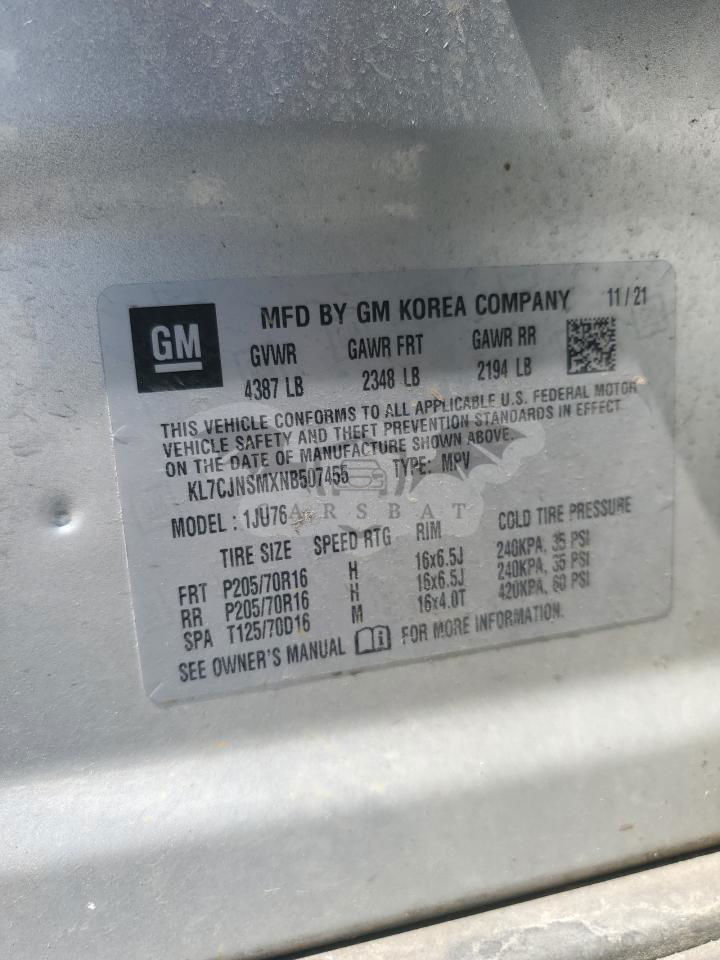 GM
MFD BY GM KOREA COMPANY 11/21
GVWR GAWR FRT GAWR RR
4387 LB 2348 LB 2194 LB
THIS VEHICLE CONFORMS TO ALL APPLICABLE U.S. FEDERAL MOTOR
VEHICLE SAFETY AND THEFT PREVENTION STANDARDS IN EFFECT
ON THE DATE OF MANUFACTURE SHOWN ABOVE.
KL7CJNSMXNB507455 TYPE: MPV
MODEL: 1JU76
ARSBAT
TIRE SIZE SPEED RTG RIM COLD TIRE PRESSURE
FRT P205/70R16 H 16x6.5J 240KPA, 35 PSI
RR P205/70R16 H 16x6.5J 240KPA, 35 PSI
SPA T125/70D16 M 16x4.0T 420KPA, 60 PSI
SEE OWNER'S MANUAL FOR MORE INFORMATION.